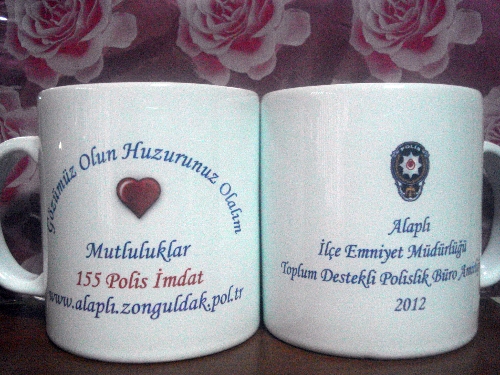 Gözümüz Olun Huzurunuz Olalım
Mutluluklar
155 Polis İmdat
www.alaplı.zonguldak.pol.tr
POLİS
Alaplı
İlçe Emniyet Müdürlüğü
Toplum Destekli Polislik Büro
2012